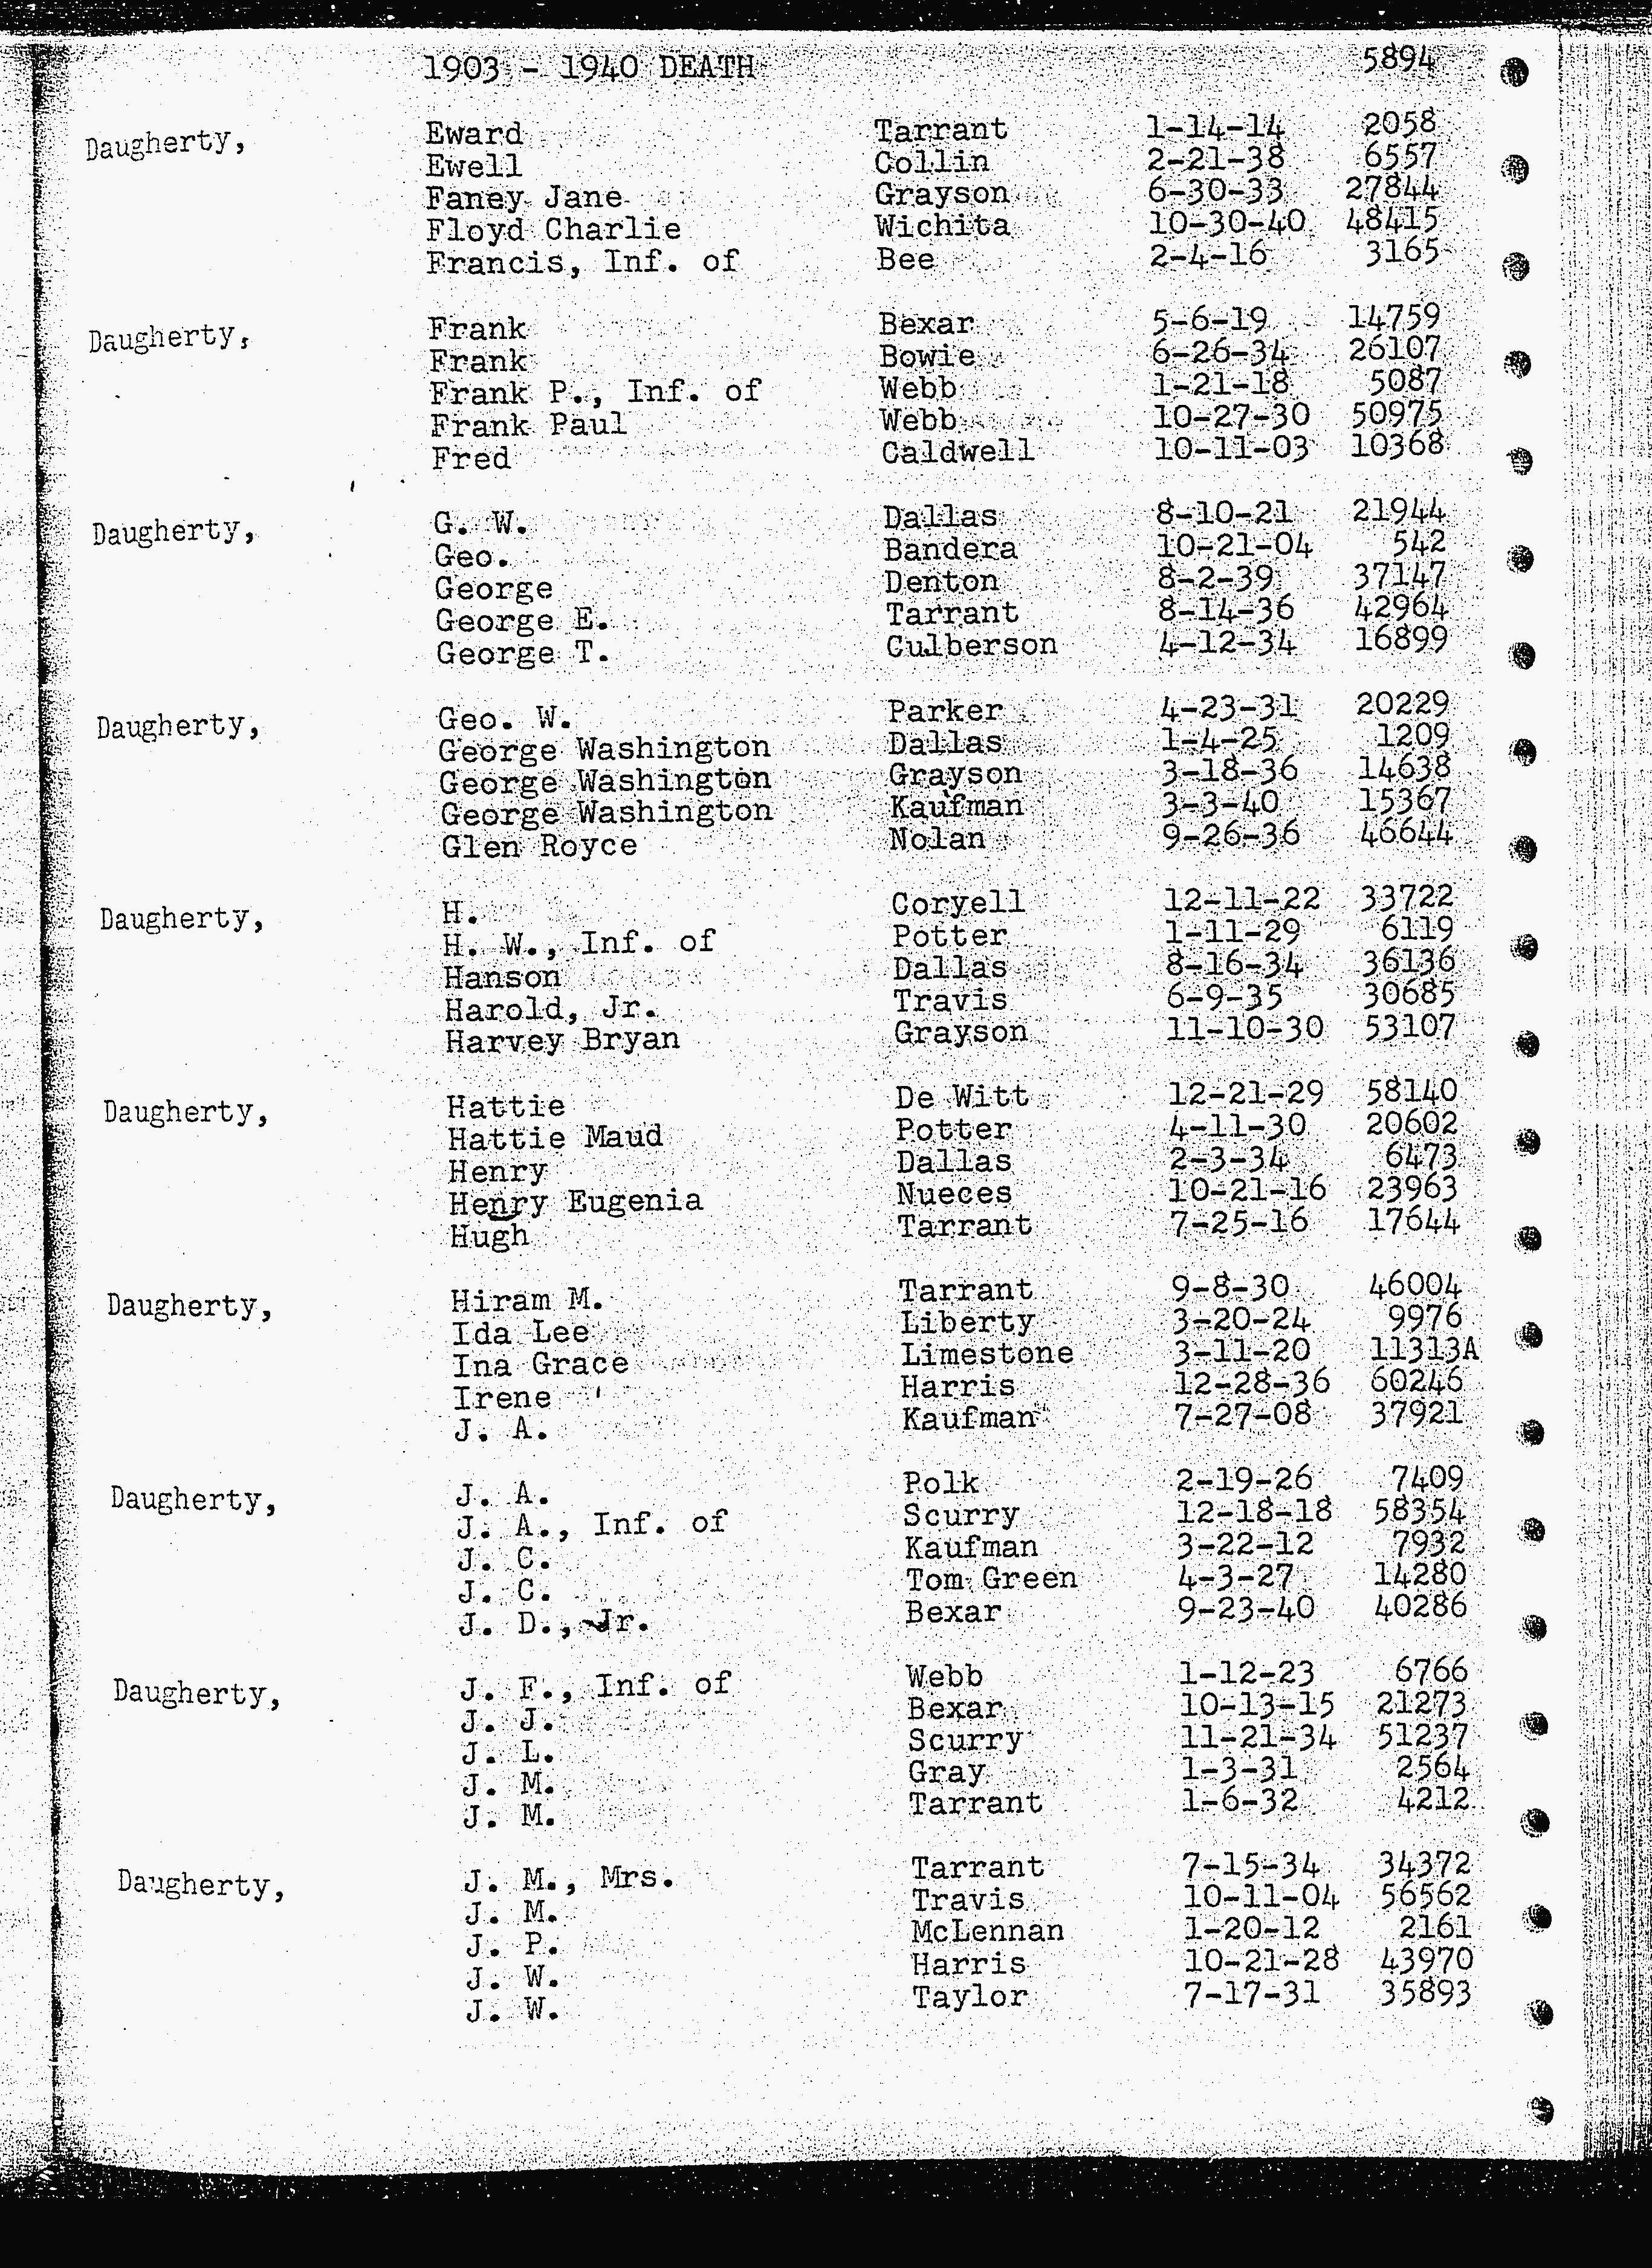 1903 - 1940 DEATH 5894
Daugherty, Eward Tarrant 1-14-14 2058
Ewell Collin 2-21-38 6557
Faney Jane Grayson 6-30-33 27844
Floyd Charlie Wichita 10-30-40 48415
Francis, Inf. of Bee 2-4-16 3165
Daugherty, Frank Bexar 5-6-19 14759
Frank Bowie 6-26-34 26107
Frank P., Inf. of Webb 1-21-18 5087
Frank Paul Webb 10-27-30 50975
Fred Caldwell 10-11-03 10368
Daugherty, G. W. Dallas 8-10-21 21944
Geo. Bandera 10-21-04 542
George Denton 8-2-39 37147
George E. Tarrant 8-14-36 42964
George T. Culberson 4-12-34 16899
Daugherty, Geo. W. Parker 4-23-31 20229
George Washington Dallas 1-4-25 1209
George Washington Grayson 3-18-36 14638
George Washington Kaufman 3-3-40 15367
Glen Royce Nolan 9-26-36 46644
Daugherty, H. Coryell 12-11-22 33722
H. W., Inf. of Potter 1-11-29 6119
Hanson Dallas 8-16-34 36136
Harold, Jr. Travis 6-9-35 30685
Harvey Bryan Grayson 11-10-30 53107
Daugherty, Hattie De Witt 12-21-29 58140
Hattie Maud Potter 4-11-30 20602
Henry Dallas 2-3-34 6473
Henry Eugenia Nueces 10-21-16 23963
Hugh Tarrant 7-25-16 17644
Daugherty, Hiram M. Tarrant 9-8-30 46004
Ida Lee Liberty 3-20-24 9976
Ina Grace Limestone 3-11-20 11313A
Irene Harris 12-28-36 60246
J. A. Kaufman 7-27-08 37921
Daugherty, J. A. Polk 2-19-26 7409
J. A., Inf. of Scurry 12-18-18 58354
J. C. Kaufman 3-22-12 7932
J. C. Tom Green 4-3-27 14280
J. D., Jr. Bexar 9-23-40 40286
Daugherty, J. F., Inf. of Webb 1-12-23 6766
J. J. Bexar 10-13-15 21273
J. L. Scurry 11-21-34 51237
J. M. Gray 1-3-31 2564
J. M. Tarrant 1-6-32 4212
Daugherty, J. M., Mrs. Tarrant 7-15-34 34372
J. M. Travis 10-11-04 56562
J. P. McLennan 1-20-12 2161
J. W. Harris 10-21-28 43970
J. W. Taylor 7-17-31 35893